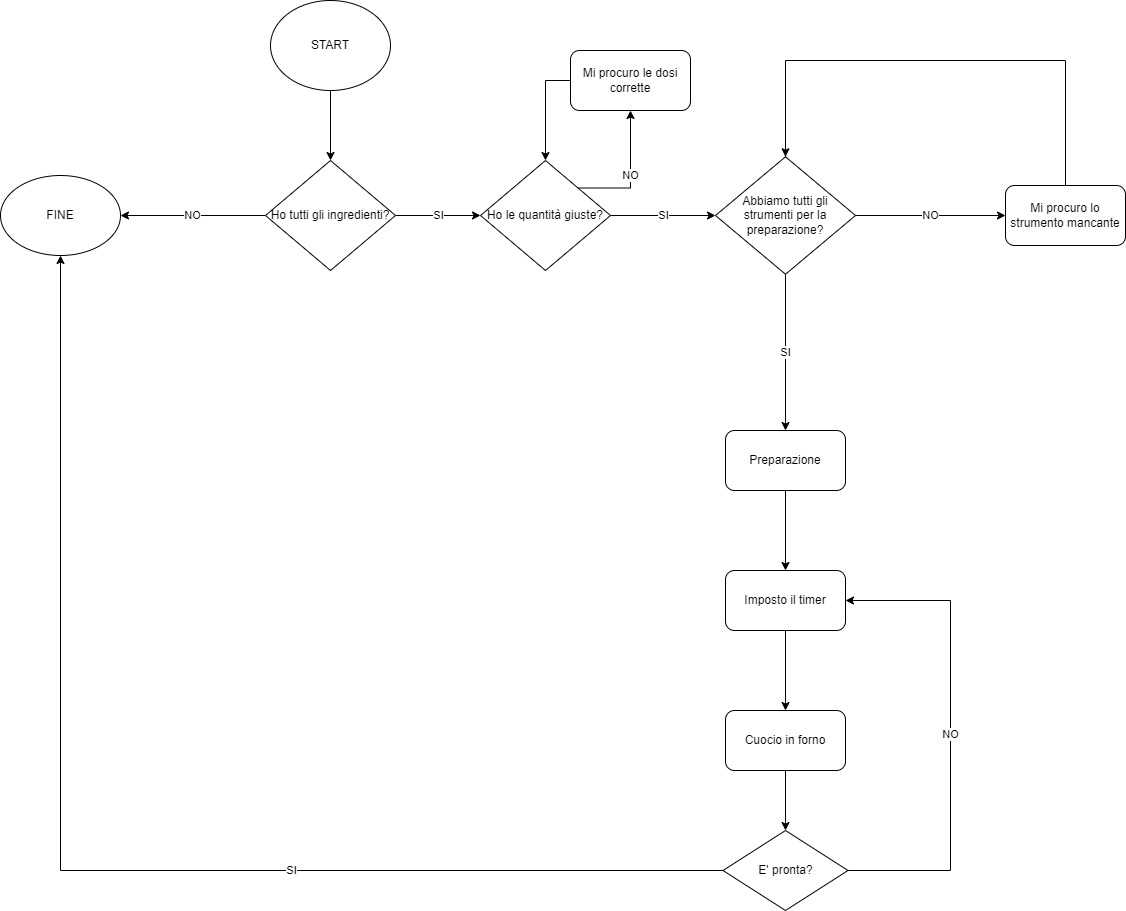 START
Mi procuro le dosi
corrette
NO
FINE
NO
Ho tutti gli ingredienti?
SI
Ho le quantità giuste?
SI
Abbiamo tutti gli
strumenti per la
preparazione?
NO
Mi procuro lo
strumento mancante
SI
Preparazione
Imposto il timer
Cuocio in forno
NO
E' pronta?
SI